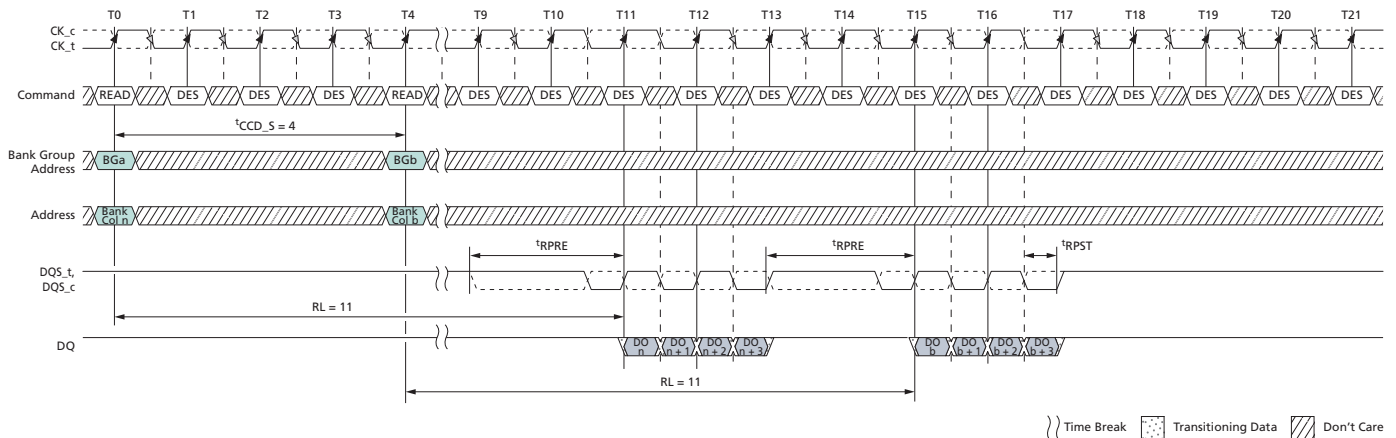 T0 T1 T2 T3 T4 T9 T10 T11 T12 T13 T14 T15 T16 T17 T18 T19 T20 T21
CK_c
CK_t
Command READ DES DES DES READ DES DES DES DES DES DES DES DES DES DES DES DES DES
tCCD_S = 4
Bank Group
Address
BGa BGb
Address
Bank
Col n
Bank
Col b
tRPRE tRPRE tRPST
DQS_t,
DQS_c
RL = 11
DQ
DO
n
DO
n + 1
DO
n + 2
DO
n + 3
DO
b
DO
b + 1
DO
b + 2
DO
b + 3
RL = 11
Time Break Transitioning Data Don't Care